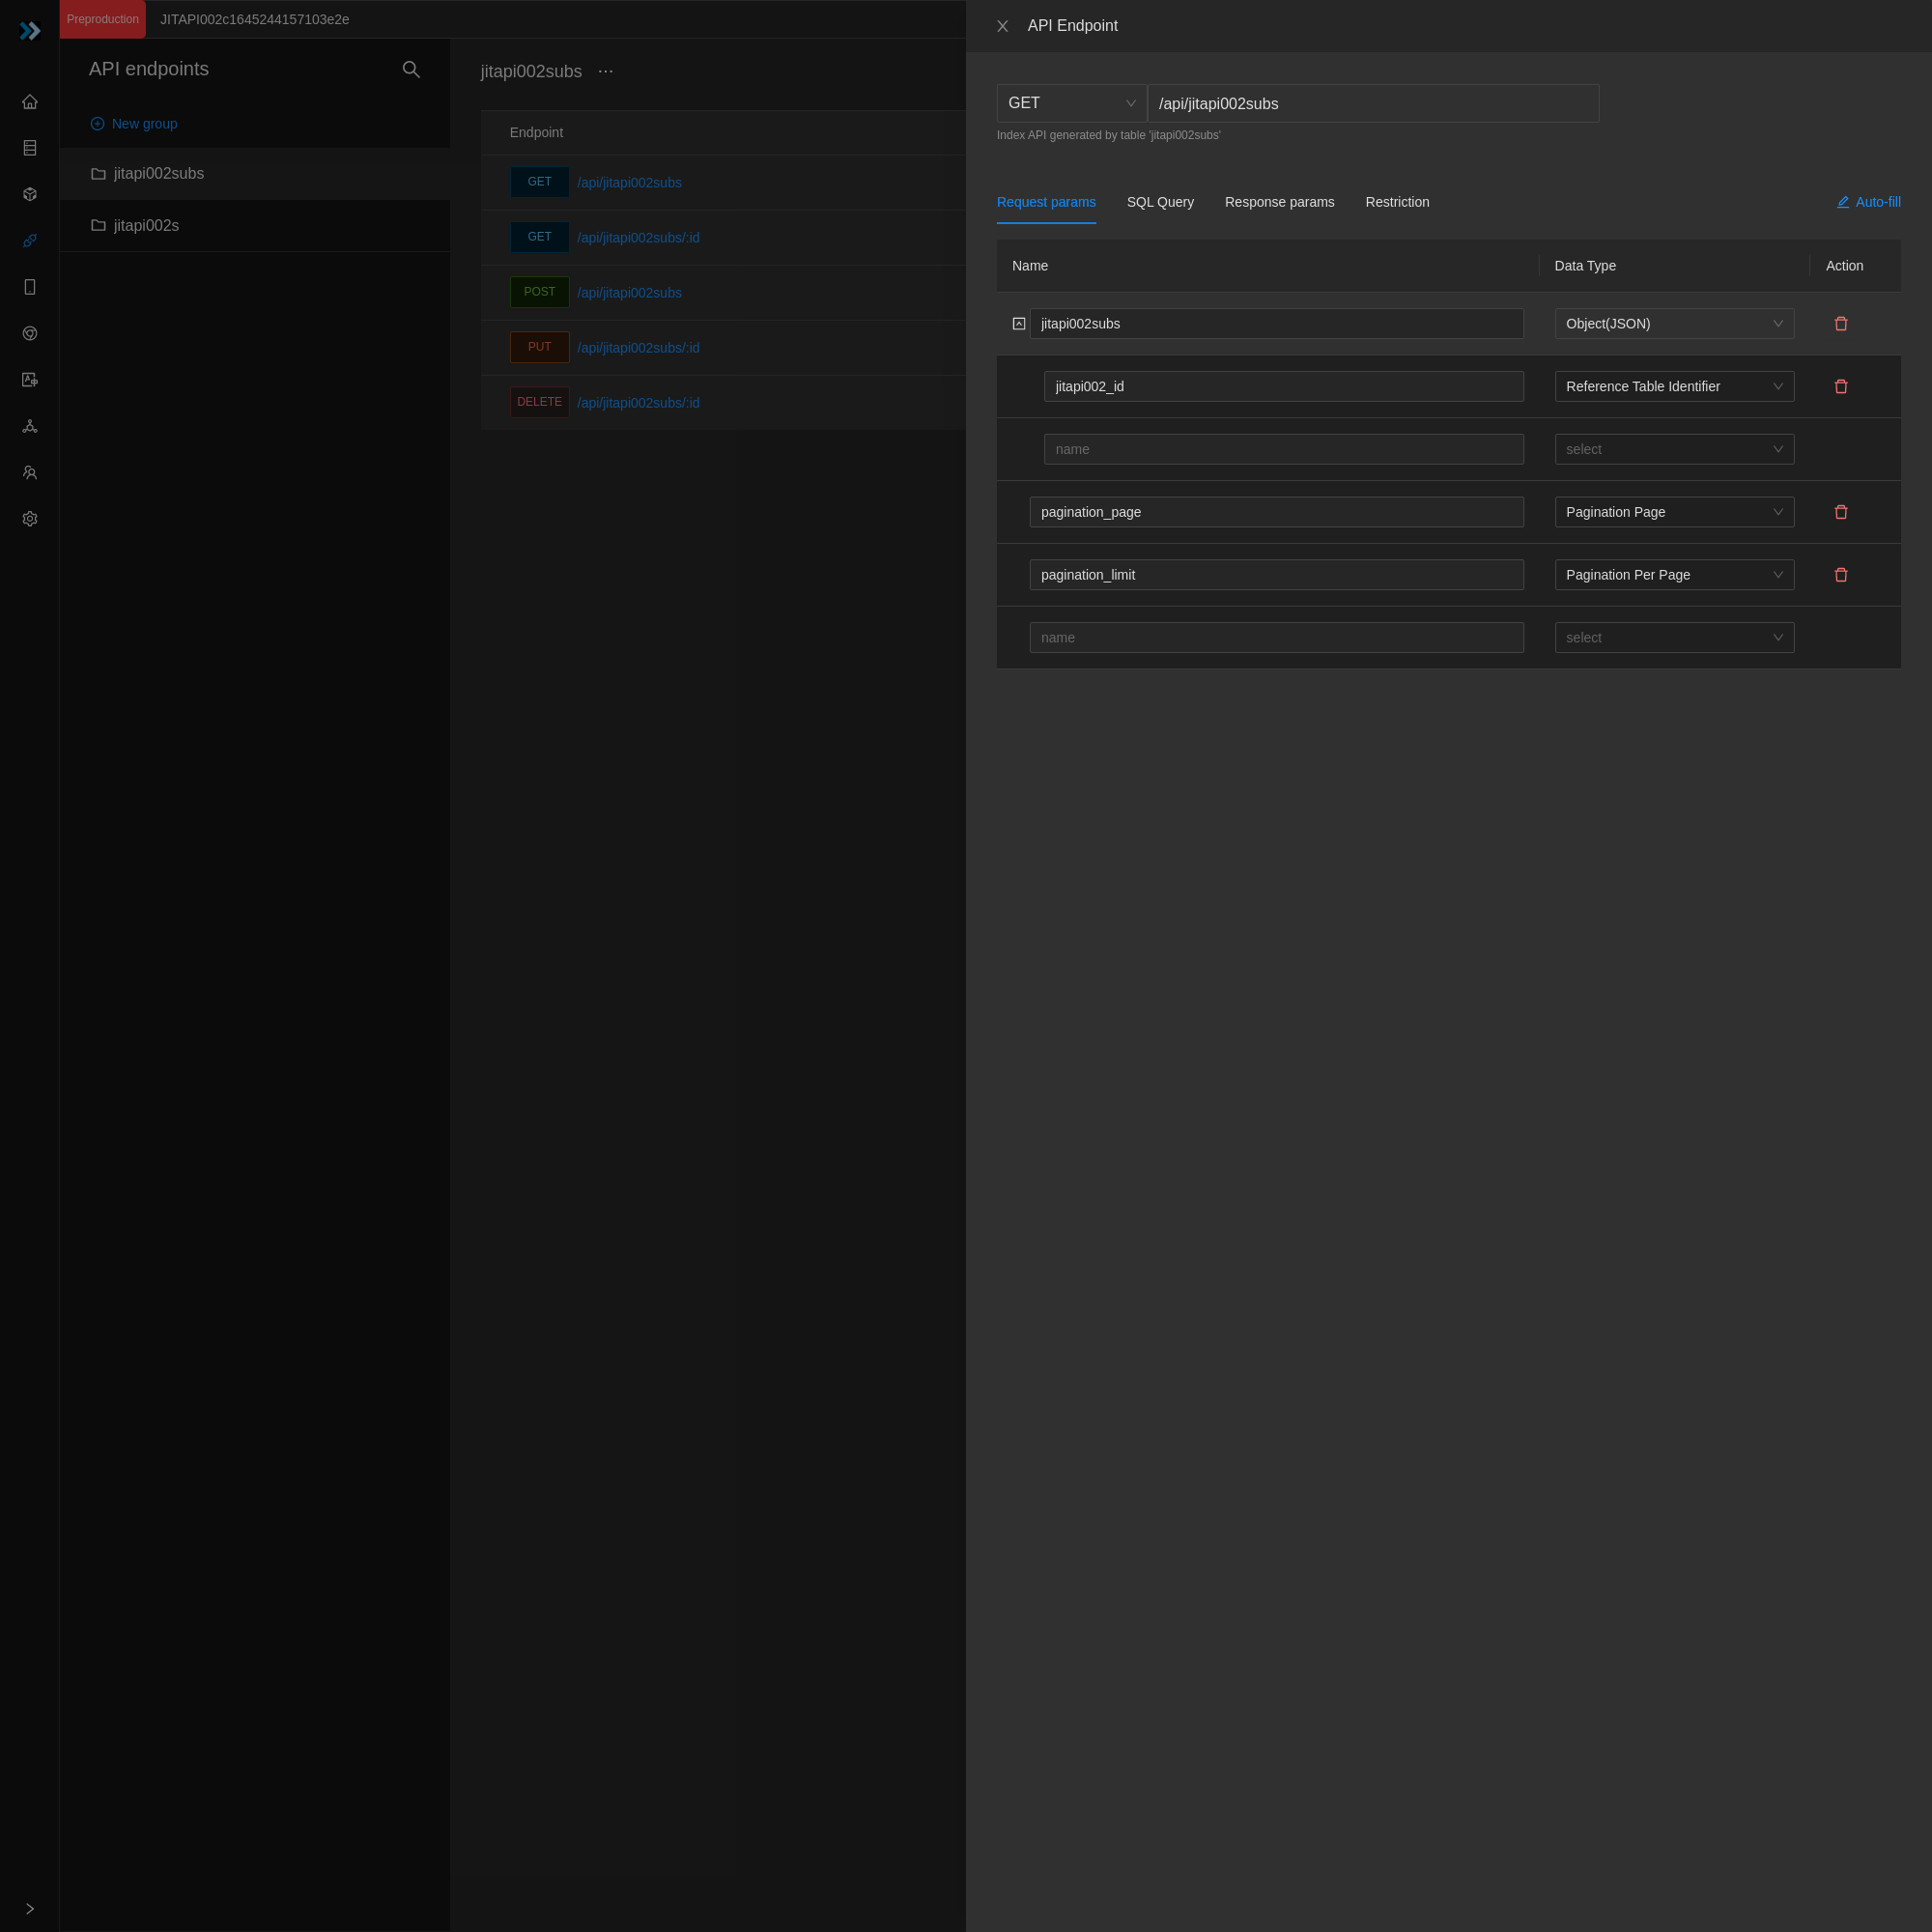 Preproduction
JITAPI002c1645244157103e2e
API endpoints
New group
jitapi002subs
jitapi002s
jitapi002subs
Endpoint
GET /api/jitapi002subs
GET /api/jitapi002subs/:id
POST /api/jitapi002subs
PUT /api/jitapi002subs/:id
DELETE /api/jitapi002subs/:id
API Endpoint
GET /api/jitapi002subs
Index API generated by table 'jitapi002subs'
Request params SQL Query Response params Restriction Auto-fill
Name Data Type Action
jitapi002subs Object(JSON)
jitapi002_id Reference Table Identifier
name select
pagination_page Pagination Page
pagination_limit Pagination Per Page
name select